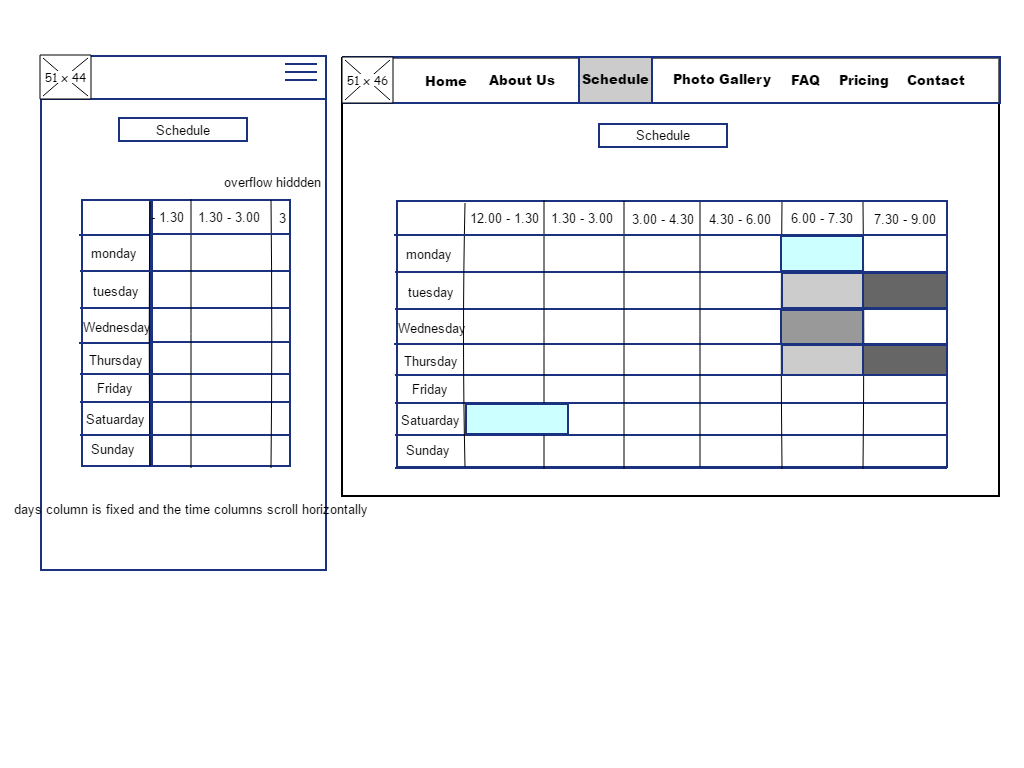 51 x 44
Schedule
overflow hiddden
- 1.30 1.30 - 3.00 3
monday
tuesday
Wednesday
Thursday
Friday
Satuarday
Sunday
days column is fixed and the time columns scroll horizontally
51 x 46 Home About Us Schedule Photo Gallery FAQ Pricing Contact
Schedule
12.00 - 1.30 1.30 - 3.00 3.00 - 4.30 4.30 - 6.00 6.00 - 7.30 7.30 - 9.00
monday
tuesday
Wednesday
Thursday
Friday
Satuarday
Sunday